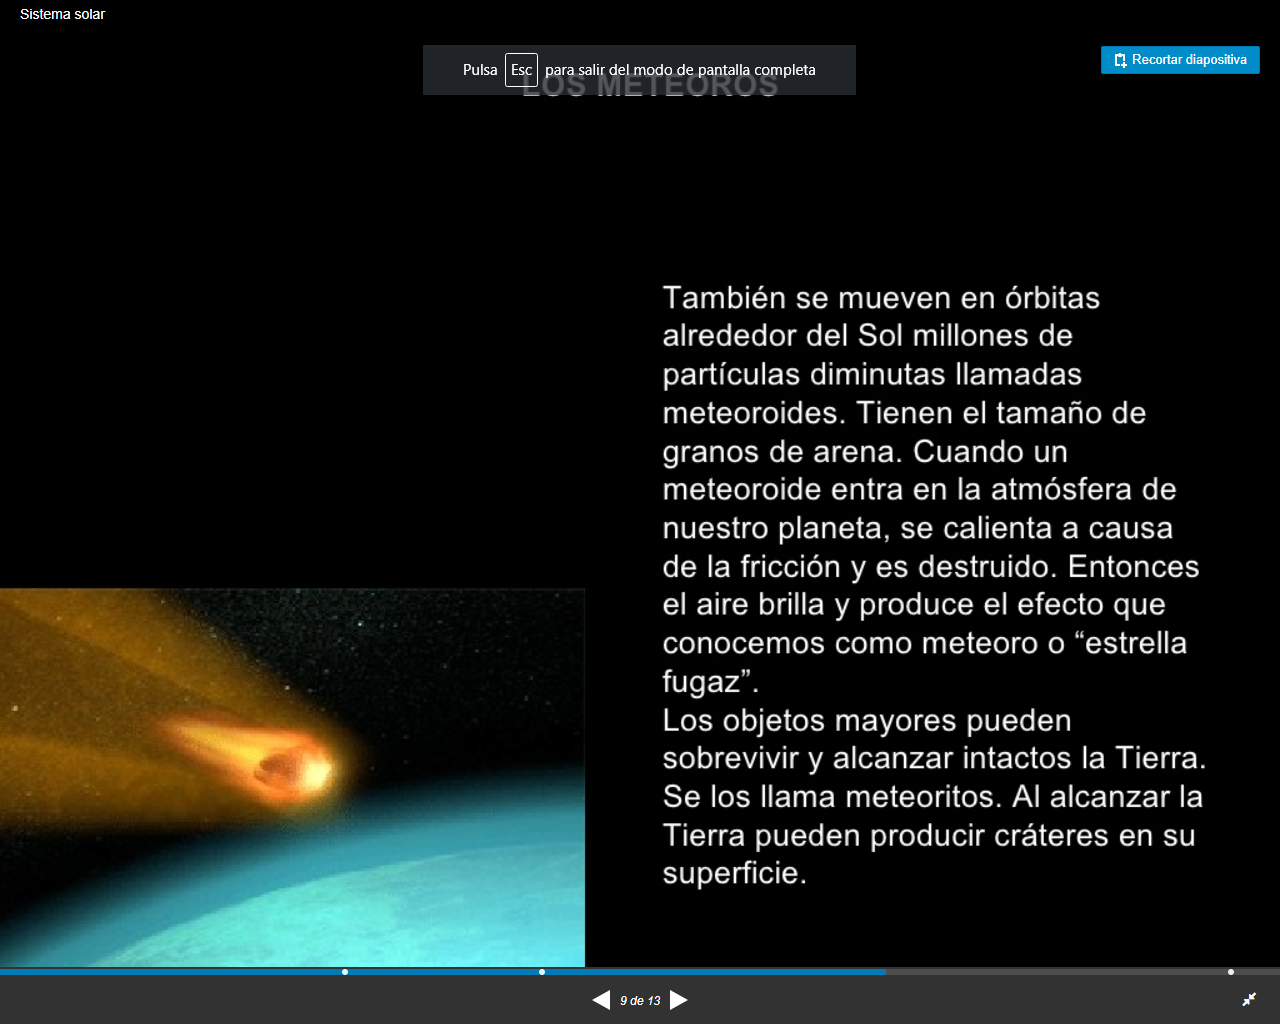 Sistema solar
Pulsa Esc para salir del modo de pantalla completa
Recortar diapositiva
LOS METEOROS
También se mueven en órbitas
alrededor del Sol millones de
partículas diminutas llamadas
meteoroides. Tienen el tamaño de
granos de arena. Cuando un
meteoroide entra en la atmósfera de
nuestro planeta, se calienta a causa
de la fricción y es destruido. Entonces
el aire brilla y produce el efecto que
conocemos como meteoro o “estrella
fugaz”.
Los objetos mayores pueden
sobrevivir y alcanzar intactos la Tierra.
Se los llama meteoritos. Al alcanzar la
Tierra pueden producir cráteres en su
superficie.
9 de 13